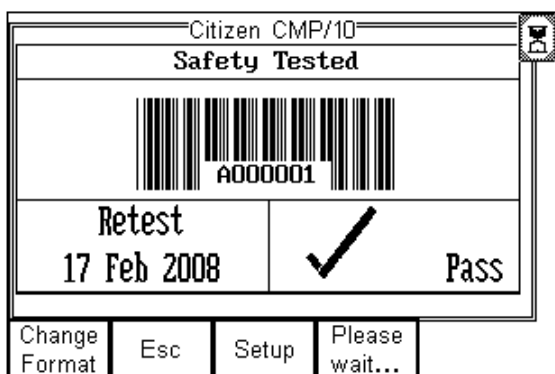 Citizen CMP/10
Safety Tested
A000001
Retest
17 Feb 2008
Pass
Change
Format
Esc
Setup
Please
wait...